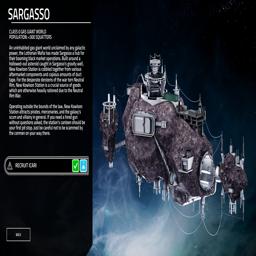 SARGASSO
CLASS 6 GAS GIANT WORLD
POPULATION: ~300 SQUATTERS
An uninhabited gas giant world unclaimed by any galactic
power, the Lothrinian Mafia has made Sargasso a hub for
their booming black market operations. Built around a
hollowed-out asteroid caught in Sargasso's gravity well,
New Kowloon Station is cobbled together from various
aftermarket components and copious amounts of duct
tape. For the desperate denizens of the war-torn Neutral
Rim, New Kowloon Station is a crucial source of goods
which are otherwise heavily rationed due to the Neutral
Rim War.
Operating outside the bounds of the law, New Kowloon
Station attracts pirates, mercenaries, and the galaxy's
scum and villainy in general. If you need a hired gun
without questions asked, the station's canteen should be
your first pit stop. Just be careful not to be scammed by
the conmen on your way there.
RECRUIT ICARI
BACK